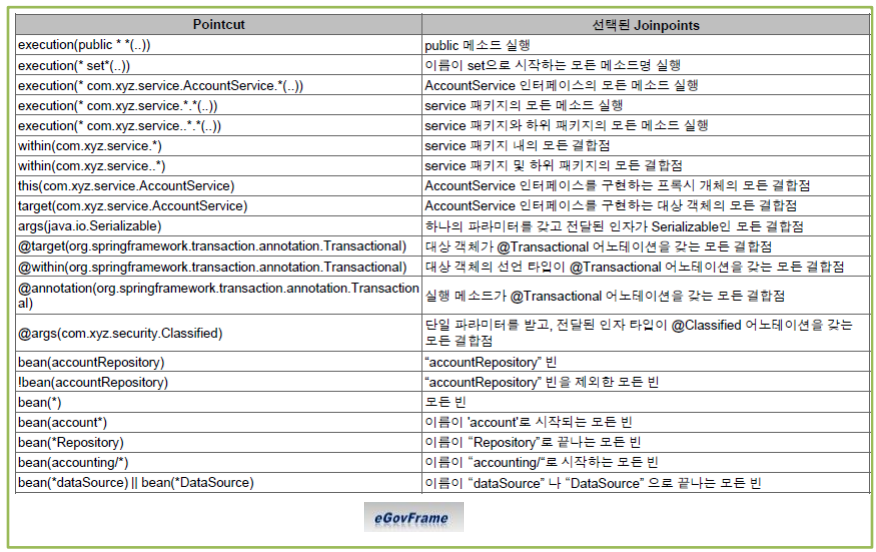 Pointcut 선택된 Joinpoints
execution(public * *(..)) public 메소드 실행
execution(* set*(..)) 이름이 set으로 시작하는 모든 메소드명 실행
execution(* com.xyz.service.AccountService.*(..)) AccountService 인터페이스의 모든 메소드 실행
execution(* com.xyz.service.*.*(..)) service 패키지의 모든 메소드 실행
execution(* com.xyz.service..*.*(..)) service 패키지와 하위 패키지의 모든 메소드 실행
within(com.xyz.service.*) service 패키지 내의 모든 결합점
within(com.xyz.service..*) service 패키지 및 하위 패키지의 모든 결합점
this(com.xyz.service.AccountService) AccountService 인터페이스를 구현하는 프록시 개체의 모든 결합점
target(com.xyz.service.AccountService) AccountService 인터페이스를 구현하는 대상 객체의 모든 결합점
args(java.io.Serializable) 하나의 파라미터를 갖고 전달된 인자가 Serializable인 모든 결합점
@target(org.springframework.transaction.annotation.Transactional) 대상 객체가 @Transactional 어노테이션을 갖는 모든 결합점
@within(org.springframework.transaction.annotation.Transactional) 대상 객체의 선언 타입이 @Transactional 어노테이션을 갖는 모든 결합점
@annotation(org.springframework.transaction.annotation.Transaction
al) 실행 메소드가 @Transactional 어노테이션을 갖는 모든 결합점
@args(com.xyz.security.Classified) 단일 파라미터를 받고, 전달된 인자 타입이 @Classified 어노테이션을 갖는
모든 결합점
bean(accountRepository) “accountRepository” 빈
!bean(accountRepository) “accountRepository” 빈을 제외한 모든 빈
bean(*) 모든 빈
bean(account*) 이름이 'account'로 시작되는 모든 빈
bean(*Repository) 이름이 “Repository”로 끝나는 모든 빈
bean(accounting/*) 이름이 “accounting/“로 시작하는 모든 빈
bean(*dataSource) || bean(*DataSource) 이름이 “dataSource” 나 “DataSource” 으로 끝나는 모든 빈
eGovFrame